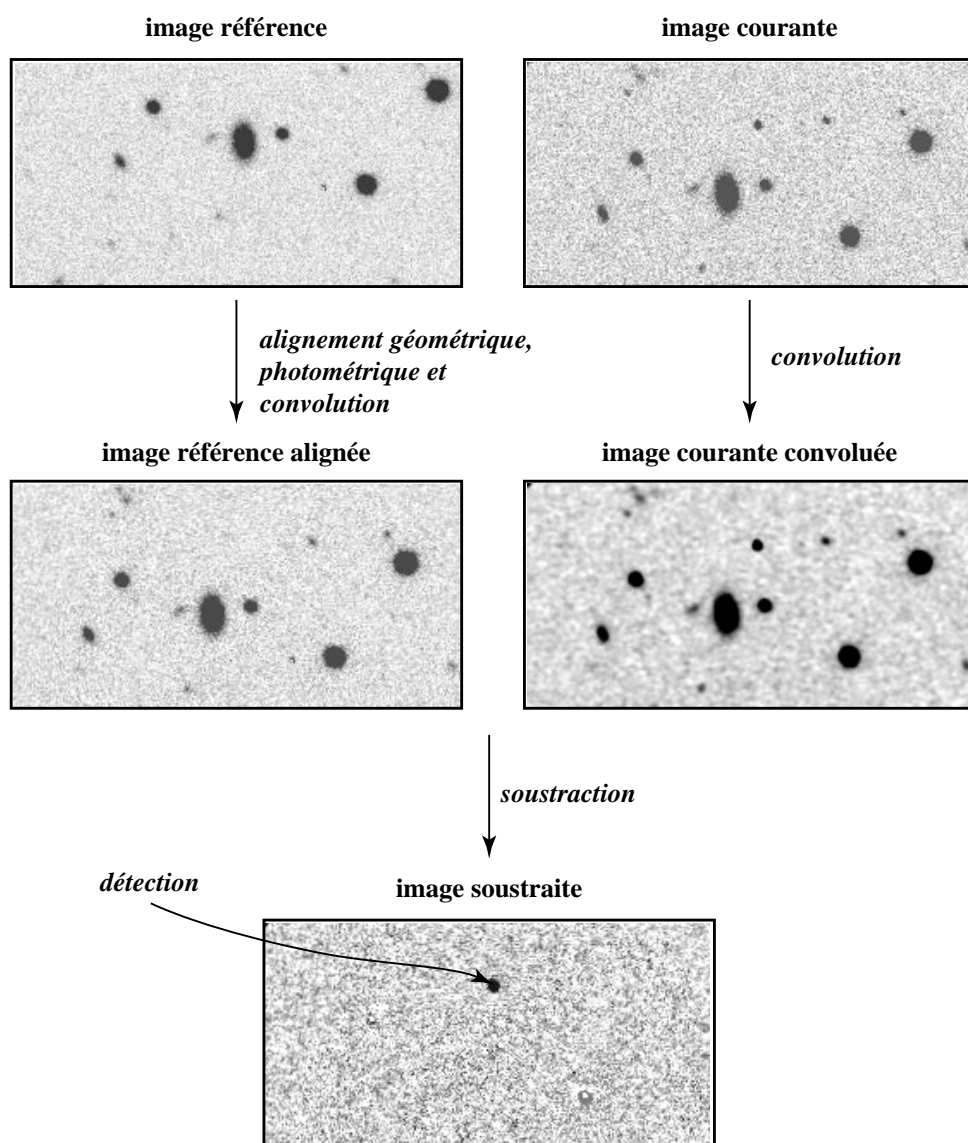 image référence
image courante
alignement géométrique,
photométrique et
convolution
convolution
image référence alignée
image courante convoluée
soustraction
détection
image soustraite